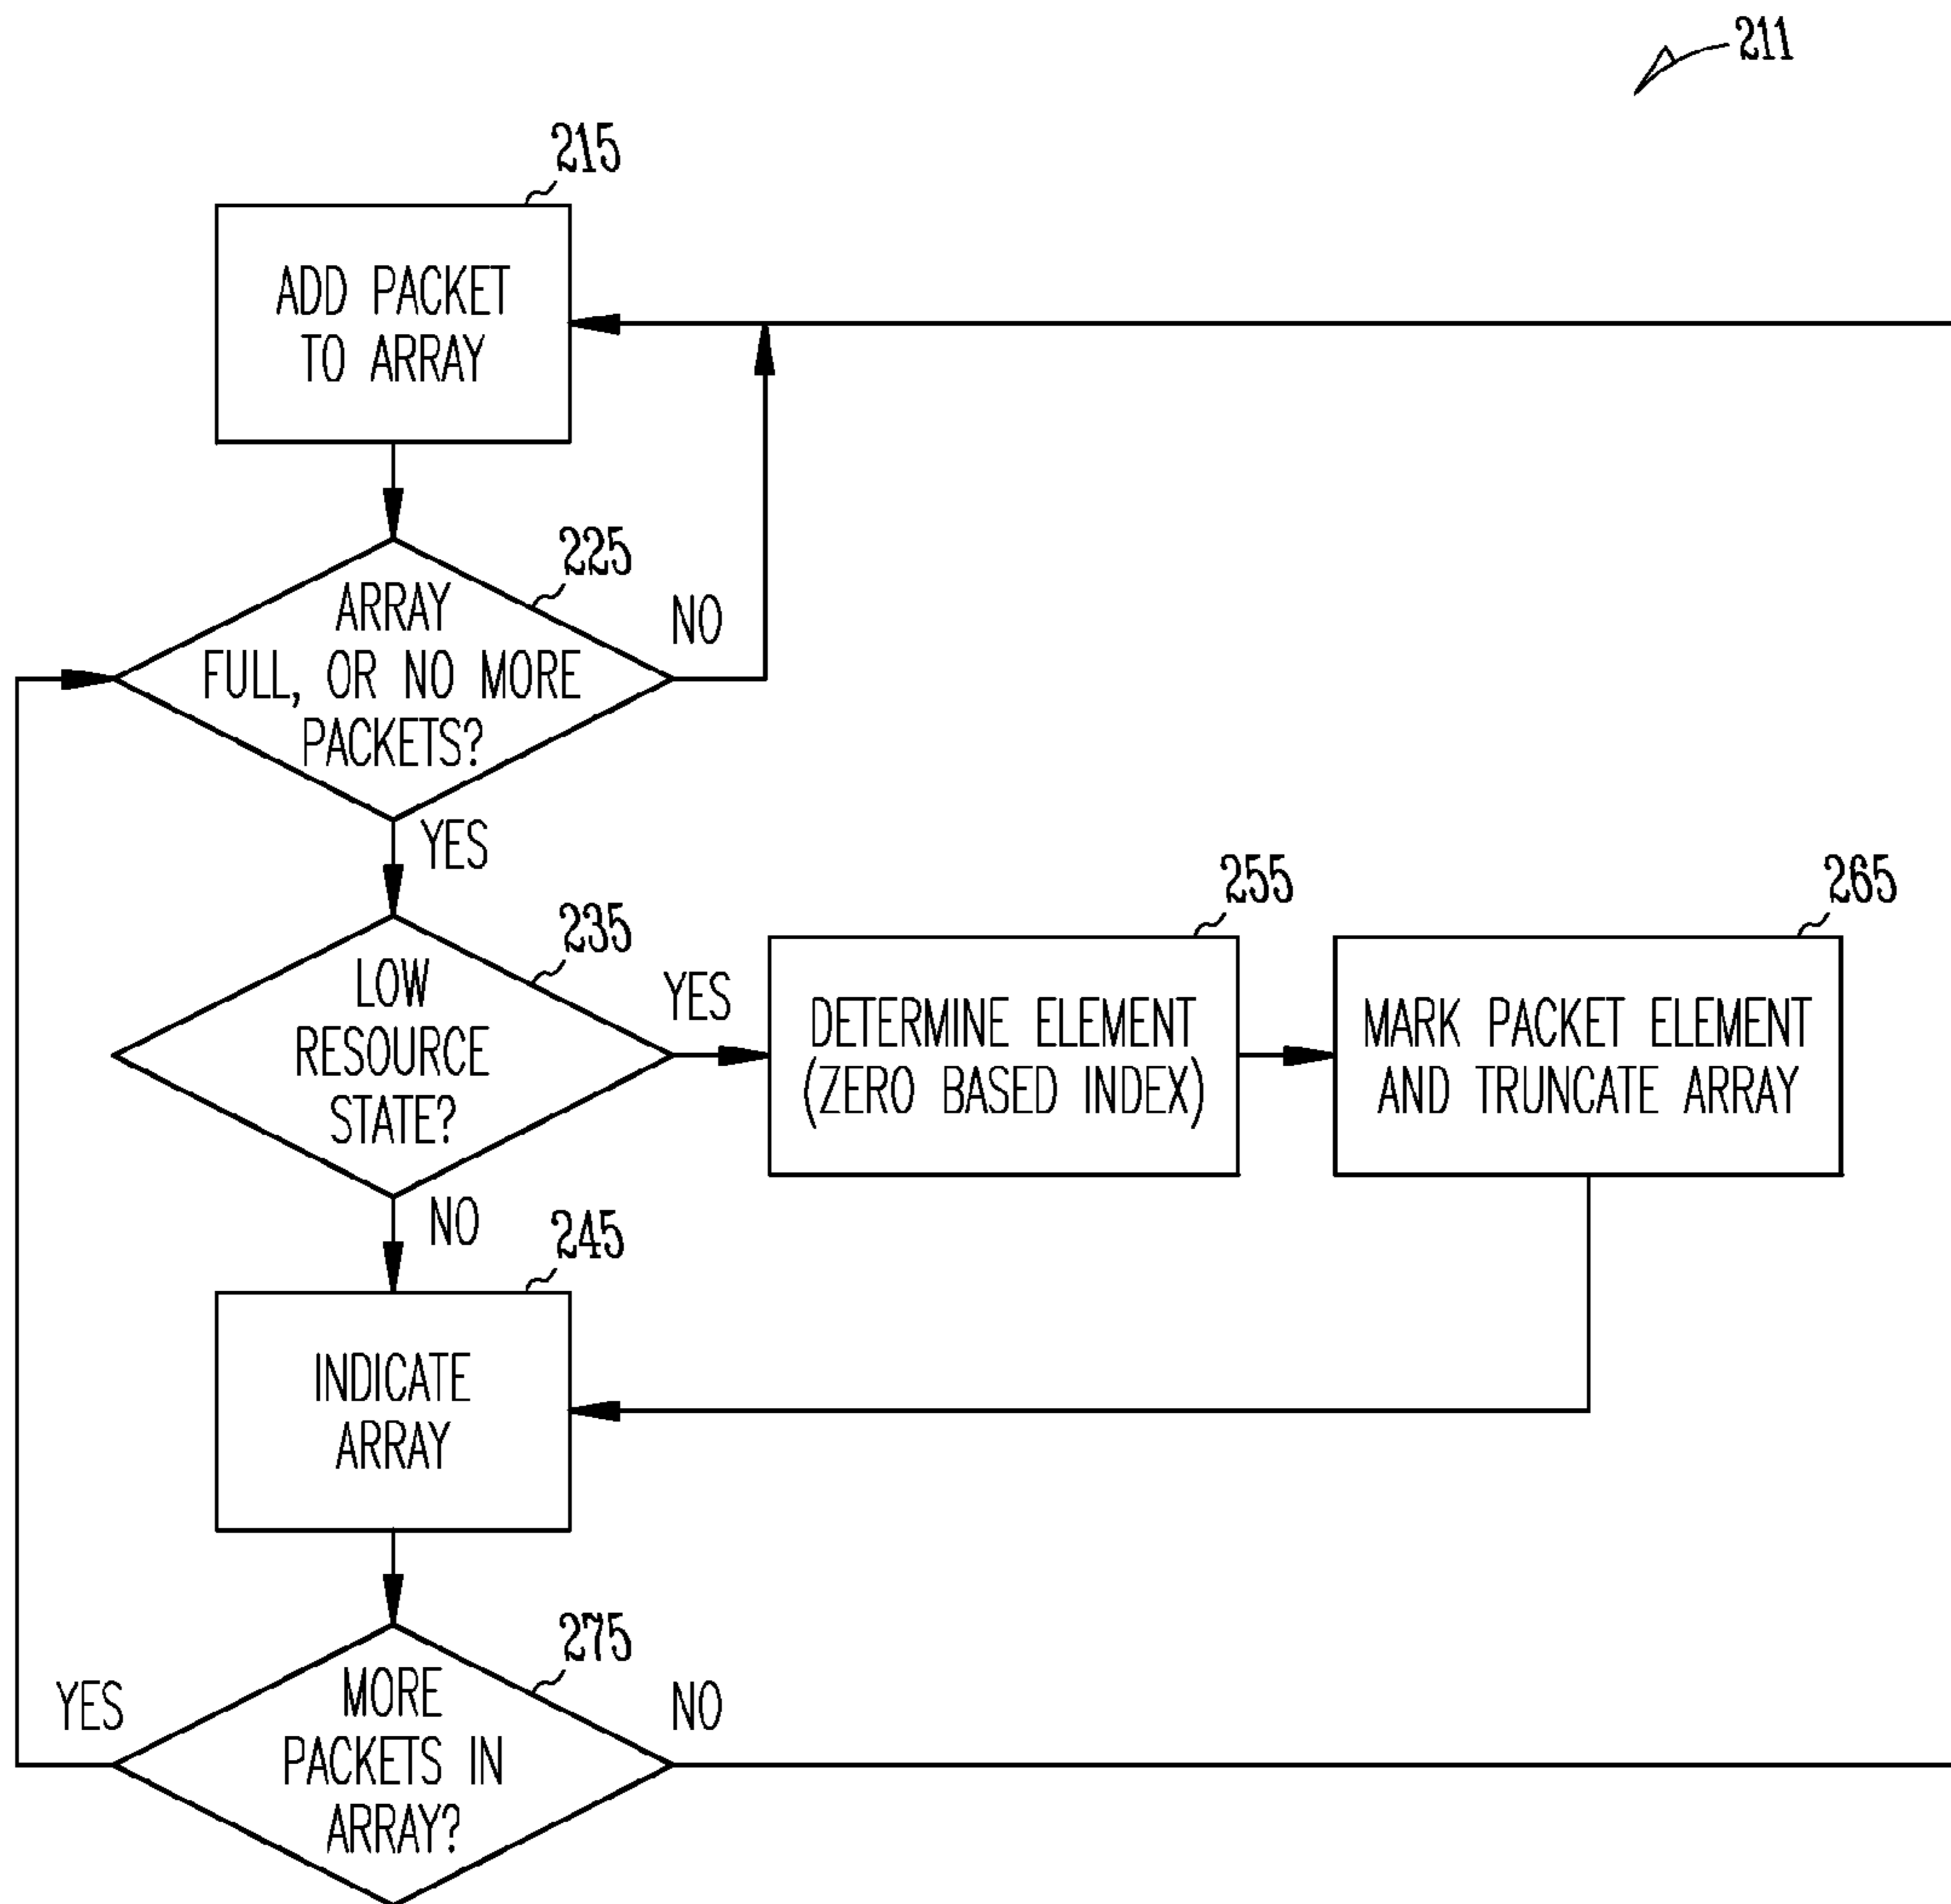 211
215
ADD PACKET
TO ARRAY
225
ARRAY
FULL, OR NO MORE
PACKETS?
NO
YES
235
LOW
RESOURCE
STATE?
YES
255
DETERMINE ELEMENT
(ZERO BASED INDEX)
265
MARK PACKET ELEMENT
AND TRUNCATE ARRAY
NO
245
INDICATE
ARRAY
275
MORE
PACKETS IN
ARRAY?
YES
NO